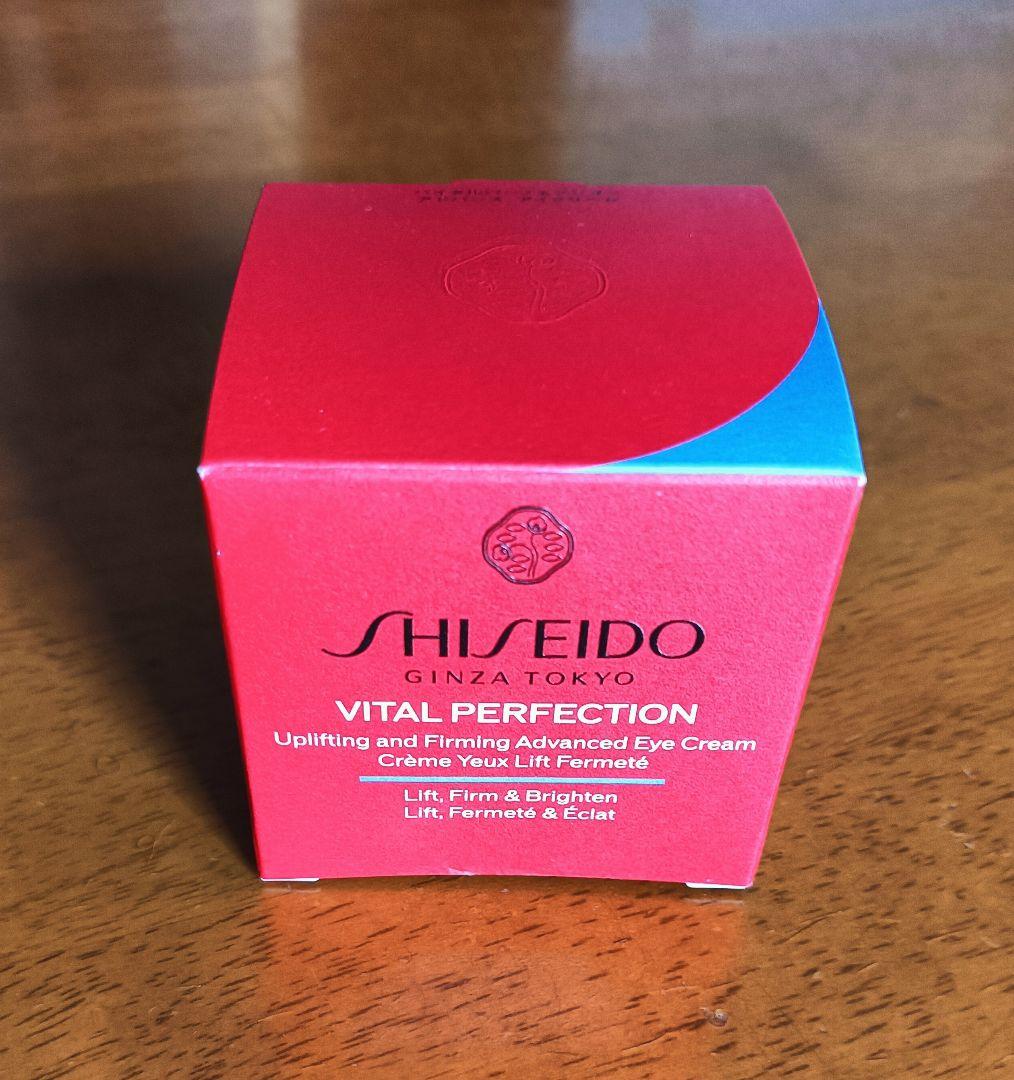 SHISEIDO
GINZA TOKYO
VITAL PERFECTION
Uplifting and Firming Advanced Eye Cream
Crème Yeux Lift Fermeté
Lift, Firm & Brighten
Lift, Fermeté & Éclat